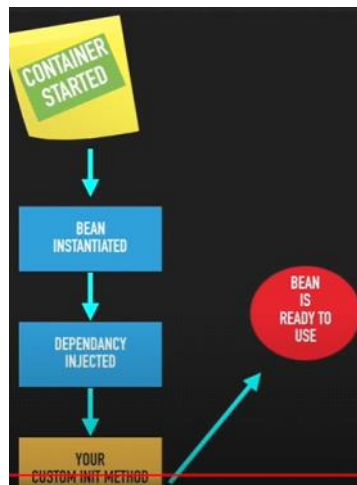 CONTAINER
STARTED
BEAN
INSTANTIATED
DEPENDANCY
INJECTED
YOUR
CUSTOM INIT METHOD
BEAN
IS
READY TO
USE